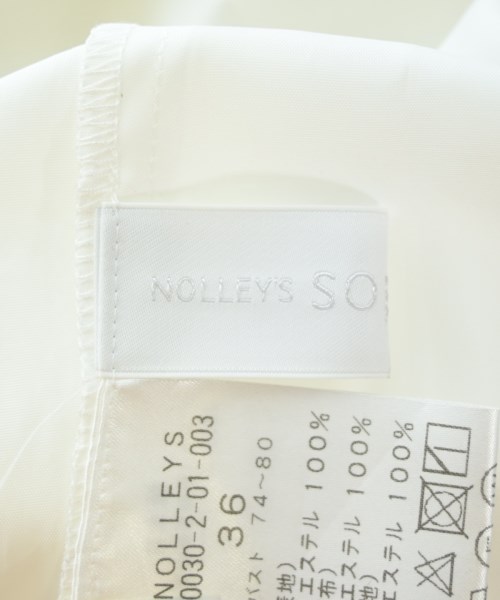 NOLLEY'S SO
NOLLEYS
0030-2-01-003
36
バスト 74~80
地)
エステル 100%
布)
エステル 100%
地)
エステル 100%